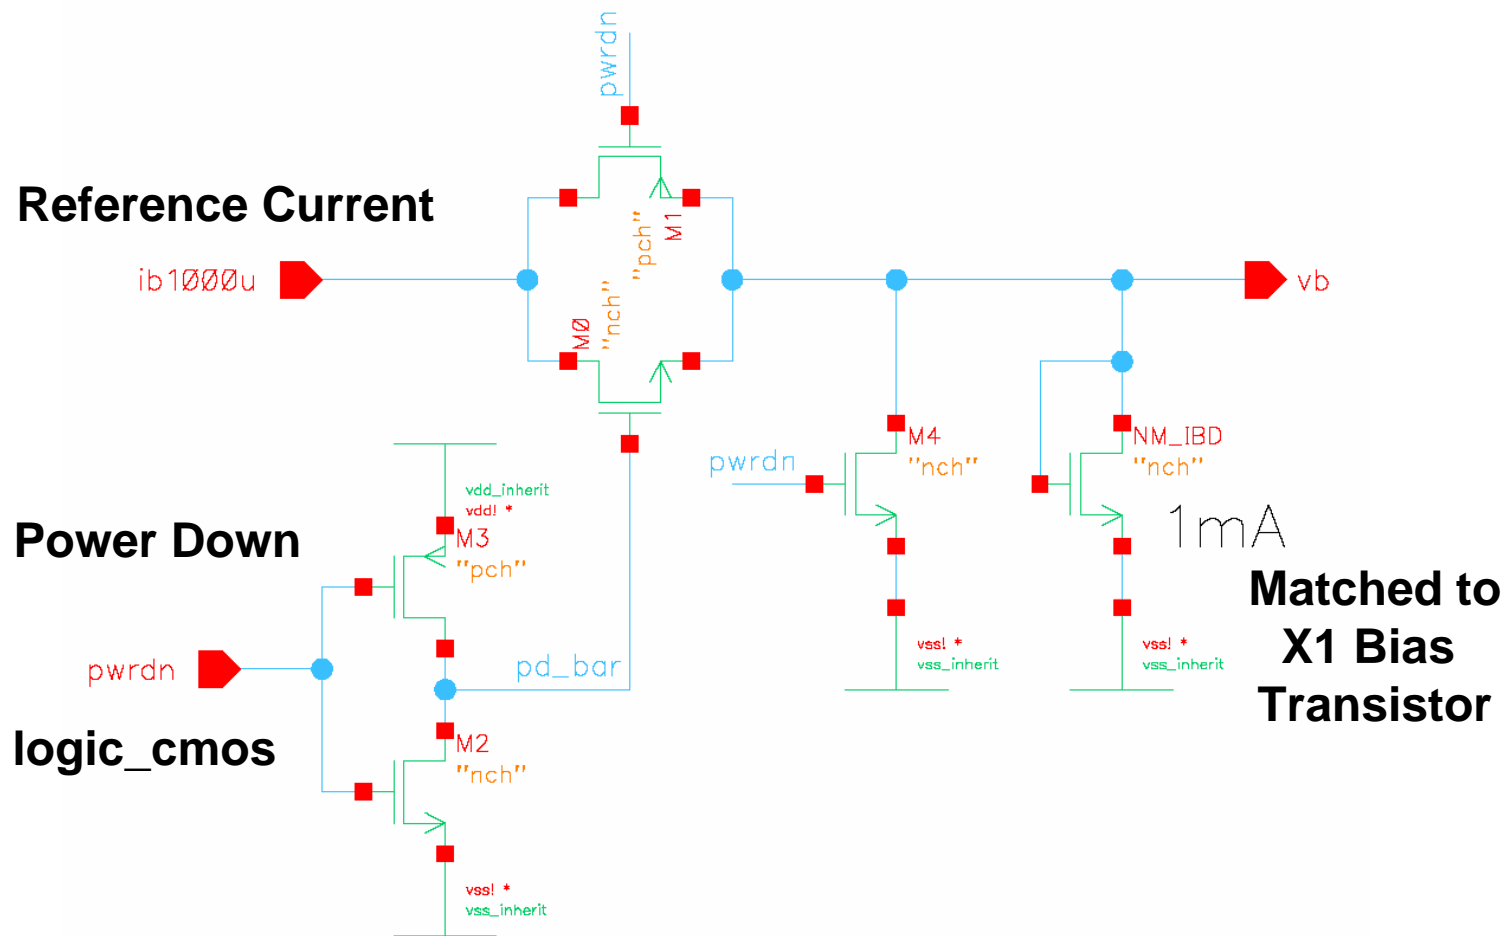 pwrdn
Reference Current
ib1000u
"pch"
M1
M0
"nch"
vb
pwrdn
M4
"nch"
NM_IBD
"nch"
1mA
Matched to
X1 Bias
Transistor
vss! *
vss_inherit
vss! *
vss_inherit
vdd_inherit
vdd! *
Power Down
M3
"pch"
pwrdn
pd_bar
logic_cmos
M2
"nch"
vss! *
vss_inherit